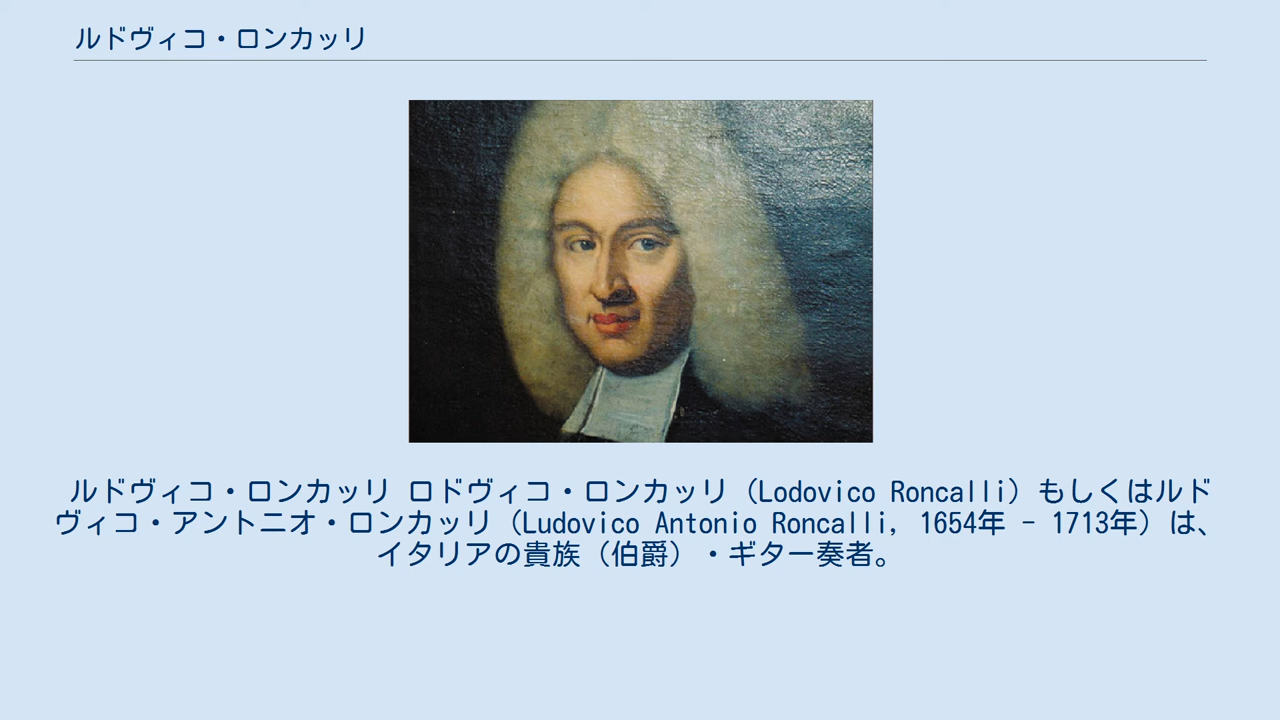 ルドヴィコ・ロンカッリ
ルドヴィコ・ロンカッリ ロドヴィコ・ロンカッリ（Lodovico Roncalli）もしくはルド
ヴィコ・アントニオ・ロンカッリ（Ludovico Antonio Roncalli, 1654年 - 1713年）は、
イタリアの貴族（伯爵）・ギター奏者。